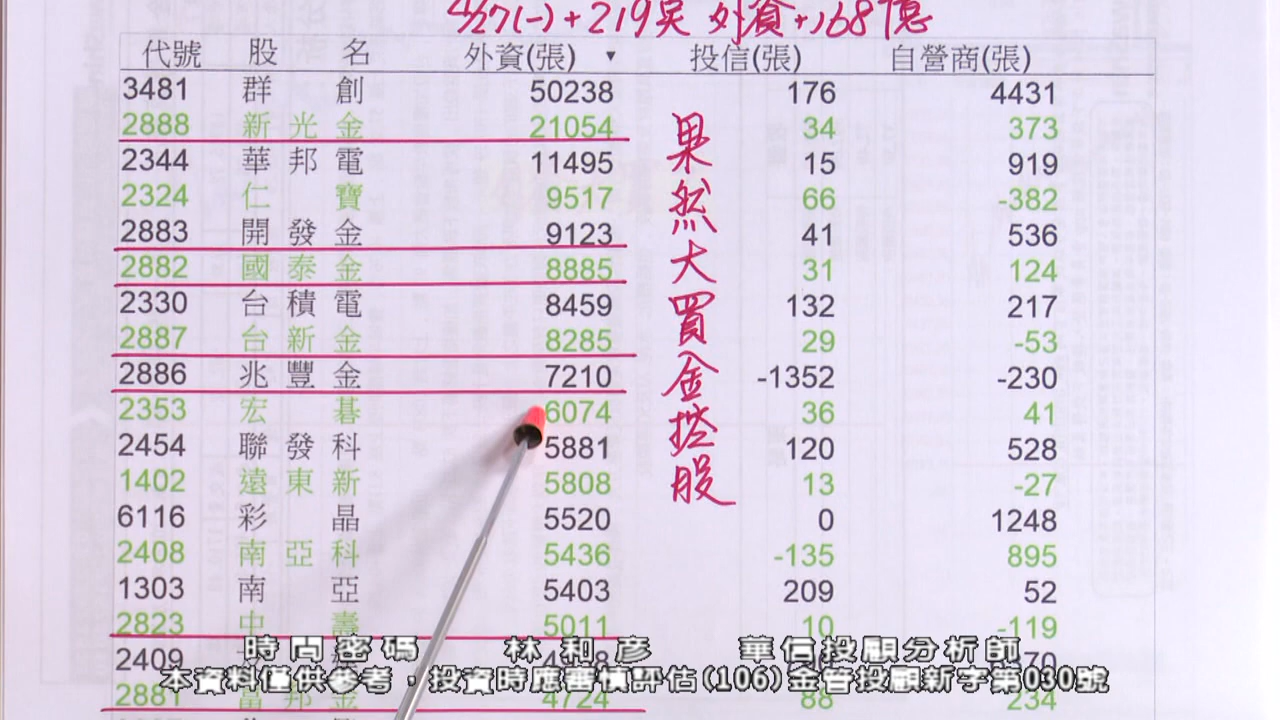 4/27(一)+219點 外資+168億
代號 股名 外資(張) ▼ 投信(張) 自營商(張)
3481 群創 50238 176 4431
2888 新光金 21054 34 373
2344 華邦電 11495 15 919
2324 仁寶 9517 66 -382
2883 開發金 9123 41 536
2882 國泰金 8885 31 124
2330 台積電 8459 132 217
2887 台新金 8285 29 -53
2886 兆豐金 7210 -1352 -230
2353 宏碁 6074 36 41
2454 聯發科 5881 120 528
1402 遠東新 5808 13 -27
6116 彩晶 5520 0 1248
2408 南亞科 5436 -135 895
1303 南亞 5403 209 52
2823 中壽 5011 10 -119
2409
2881 富邦金 4724 88 234
果然大買金控股
時間密碼 林和彥 華信投顧分析師
本資料僅供參考，投資時應審慎評估(106)金管投顧新字第030號